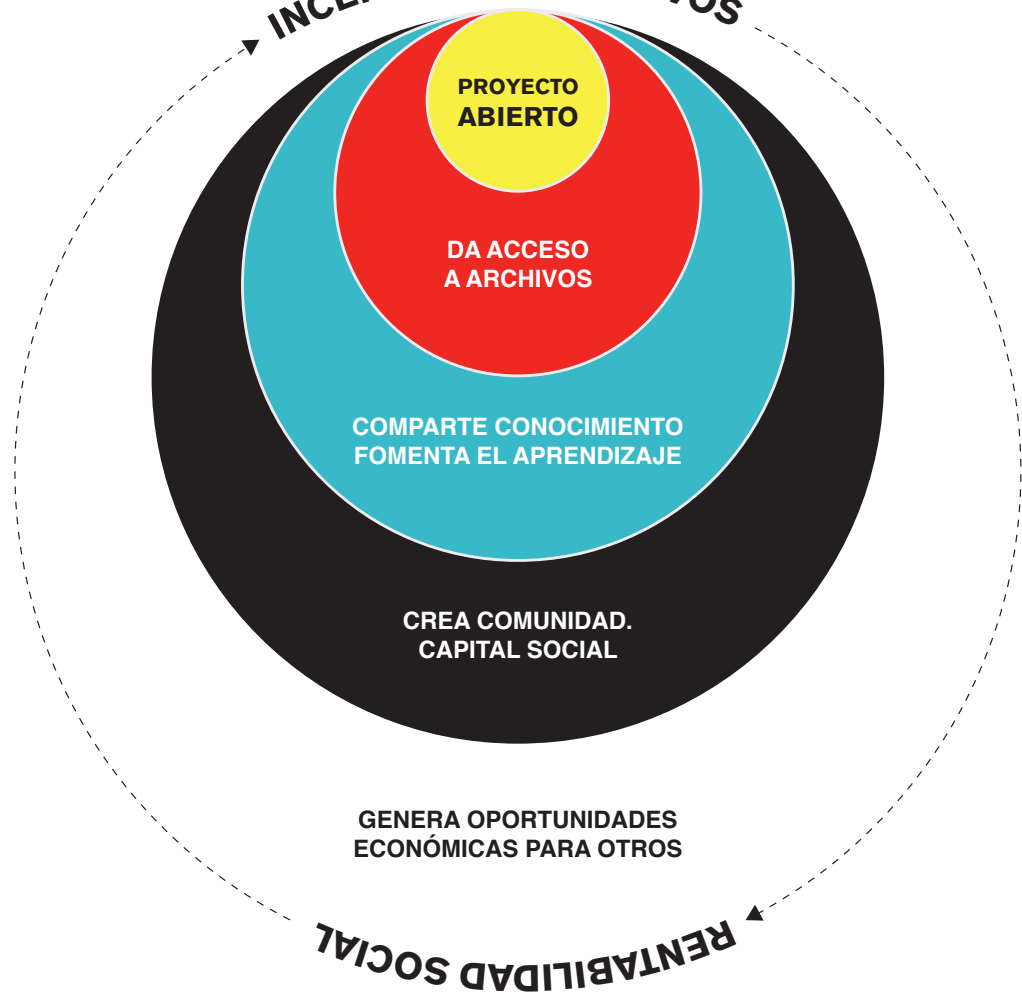 PROYECTO
ABIERTO
DA ACCESO
A ARCHIVOS
COMPARTE CONOCIMIENTO
FOMENTA EL APRENDIZAJE
CREA COMUNIDAD.
CAPITAL SOCIAL
GENERA OPORTUNIDADES
ECONÓMICAS PARA OTROS
RENTABILIDAD SOCIAL